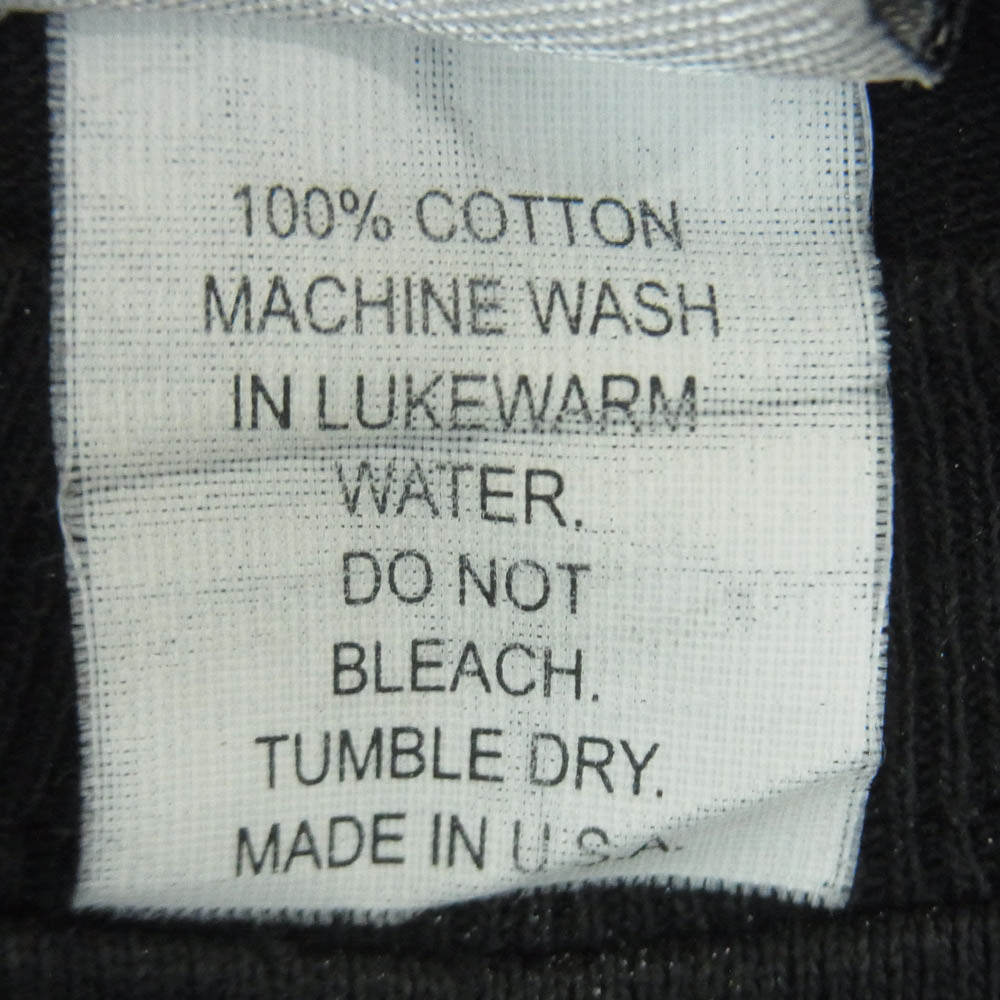 100% COTTON
MACHINE WASH
IN LUKEWARM
WATER.
DO NOT
BLEACH.
TUMBLE DRY.
MADE IN U.S.A.